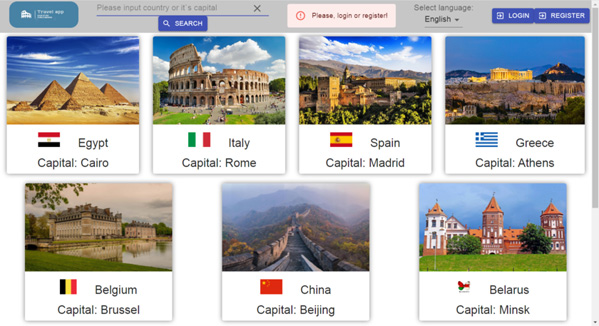 Travel app
Please input country or it`s capital
SEARCH
Please, login or register!
Select language:
English
LOGIN
REGISTER
Egypt
Capital: Cairo
Italy
Capital: Rome
Spain
Capital: Madrid
Greece
Capital: Athens
Belgium
Capital: Brussel
China
Capital: Beijing
Belarus
Capital: Minsk